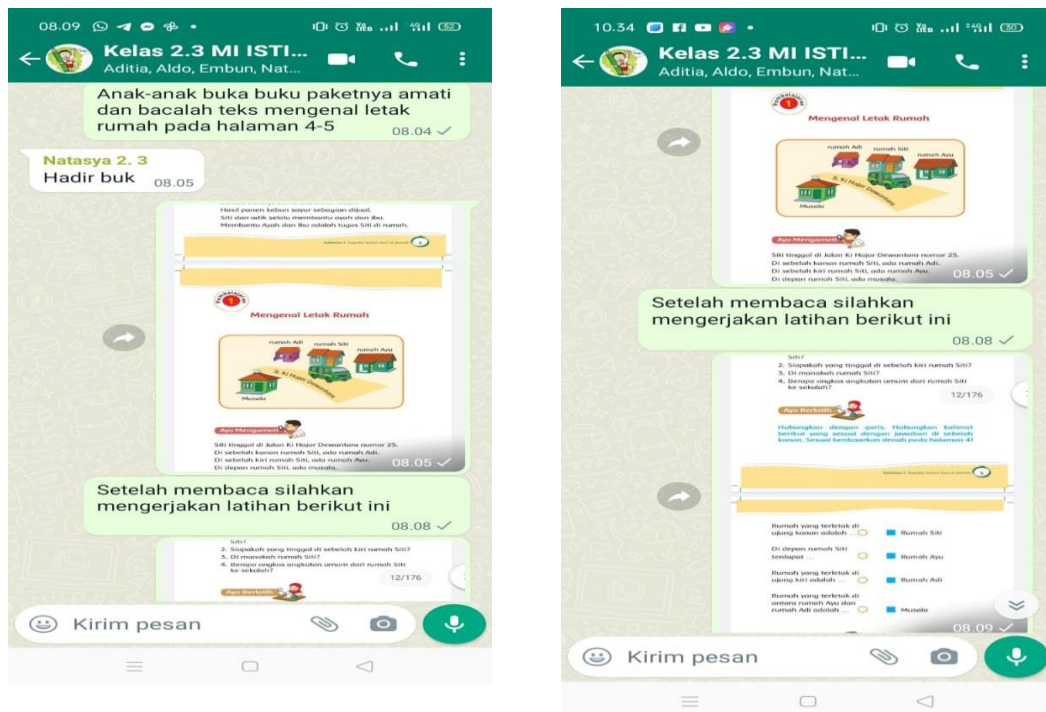 08.09
52
Kelas 2.3 MI ISTI...
Aditia, Aldo, Embun, Nat...
Anak-anak buka buku paketnya amati
dan bacalah teks mengenal letak
rumah pada halaman 4-5
08.04
Natasya 2. 3
Hadir buk
08.05
Hasil panen kebun sayur sebagian dijual.
Siti dan adik selalu membantu ayah dan ibu.
Membantu Ayah dan Ibu adalah tugas Siti di rumah.
Pembelajaran
1
Mengenal Letak Rumah
rumah Adi
rumah Siti
rumah Ayu
Jl. Ki Hajar Dewantara
Musala
Ayo Mengamati
Siti tinggal di Jalan Ki Hajar Dewantara nomor 25.
Di sebelah kanan rumah Siti, ada rumah Adi.
Di sebelah kiri rumah Siti, ada rumah Ayu.
Di depan rumah Siti, ada musala.
08.05
Setelah membaca silahkan
mengerjakan latihan berikut ini
08.08
Siti?
2. Siapakah yang tinggal di sebelah kiri rumah Siti?
3. Di manakah rumah Siti?
4. Berapa ongkos angkutan umum dari rumah Siti
ke sekolah?
12/176
Ayo Berlatih
Kirim pesan
10.34
30
Kelas 2.3 MI ISTI...
Aditia, Aldo, Embun, Nat...
Pembelajaran
1
Mengenal Letak Rumah
rumah Adi
rumah Siti
rumah Ayu
Jl. Ki Hajar Dewantara
Musala
Ayo Mengamati
Siti tinggal di Jalan Ki Hajar Dewantara nomor 25.
Di sebelah kanan rumah Siti, ada rumah Adi.
Di sebelah kiri rumah Siti, ada rumah Ayu.
Di depan rumah Siti, ada musala.
08.05
Setelah membaca silahkan
mengerjakan latihan berikut ini
08.08
Siti?
2. Siapakah yang tinggal di sebelah kiri rumah Siti?
3. Di manakah rumah Siti?
4. Berapa ongkos angkutan umum dari rumah Siti
ke sekolah?
12/176
Ayo Berlatih
Hubungkan dengan garis. Hubungkan kalimat
berikut yang sesuai dengan jawaban di sebelah
kanan. Sesuai berdasarkan denah pada halaman 4!
5
Rumah yang terletak di
ujung kanan adalah ...
Rumah Siti
Di depan rumah Siti
terdapat ...
Rumah Ayu
Rumah yang terletak di
ujung kiri adalah ...
Rumah Adi
Rumah yang terletak di
antara rumah Ayu dan
rumah Adi adalah ...
Musala
08.09
Kirim pesan